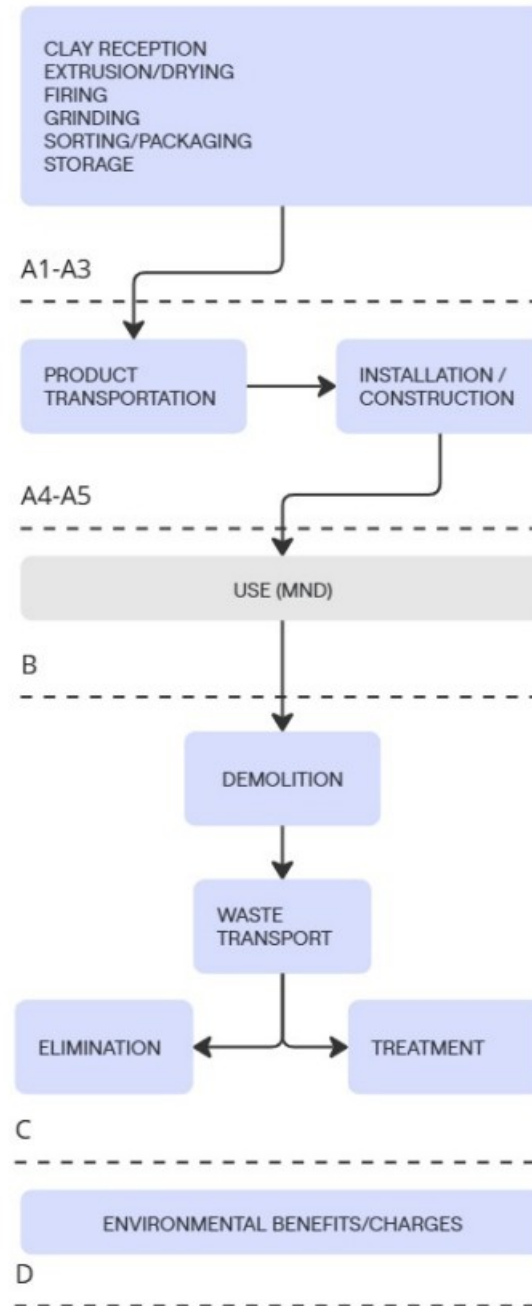 CLAY RECEPTION
EXTRUSION/DRYING
FIRING
GRINDING
SORTING/PACKAGING
STORAGE
A1-A3
PRODUCT
TRANSPORTATION
INSTALLATION /
CONSTRUCTION
A4-A5
USE (MND)
B
DEMOLITION
WASTE
TRANSPORT
ELIMINATION
TREATMENT
C
ENVIRONMENTAL BENEFITS/CHARGES
D